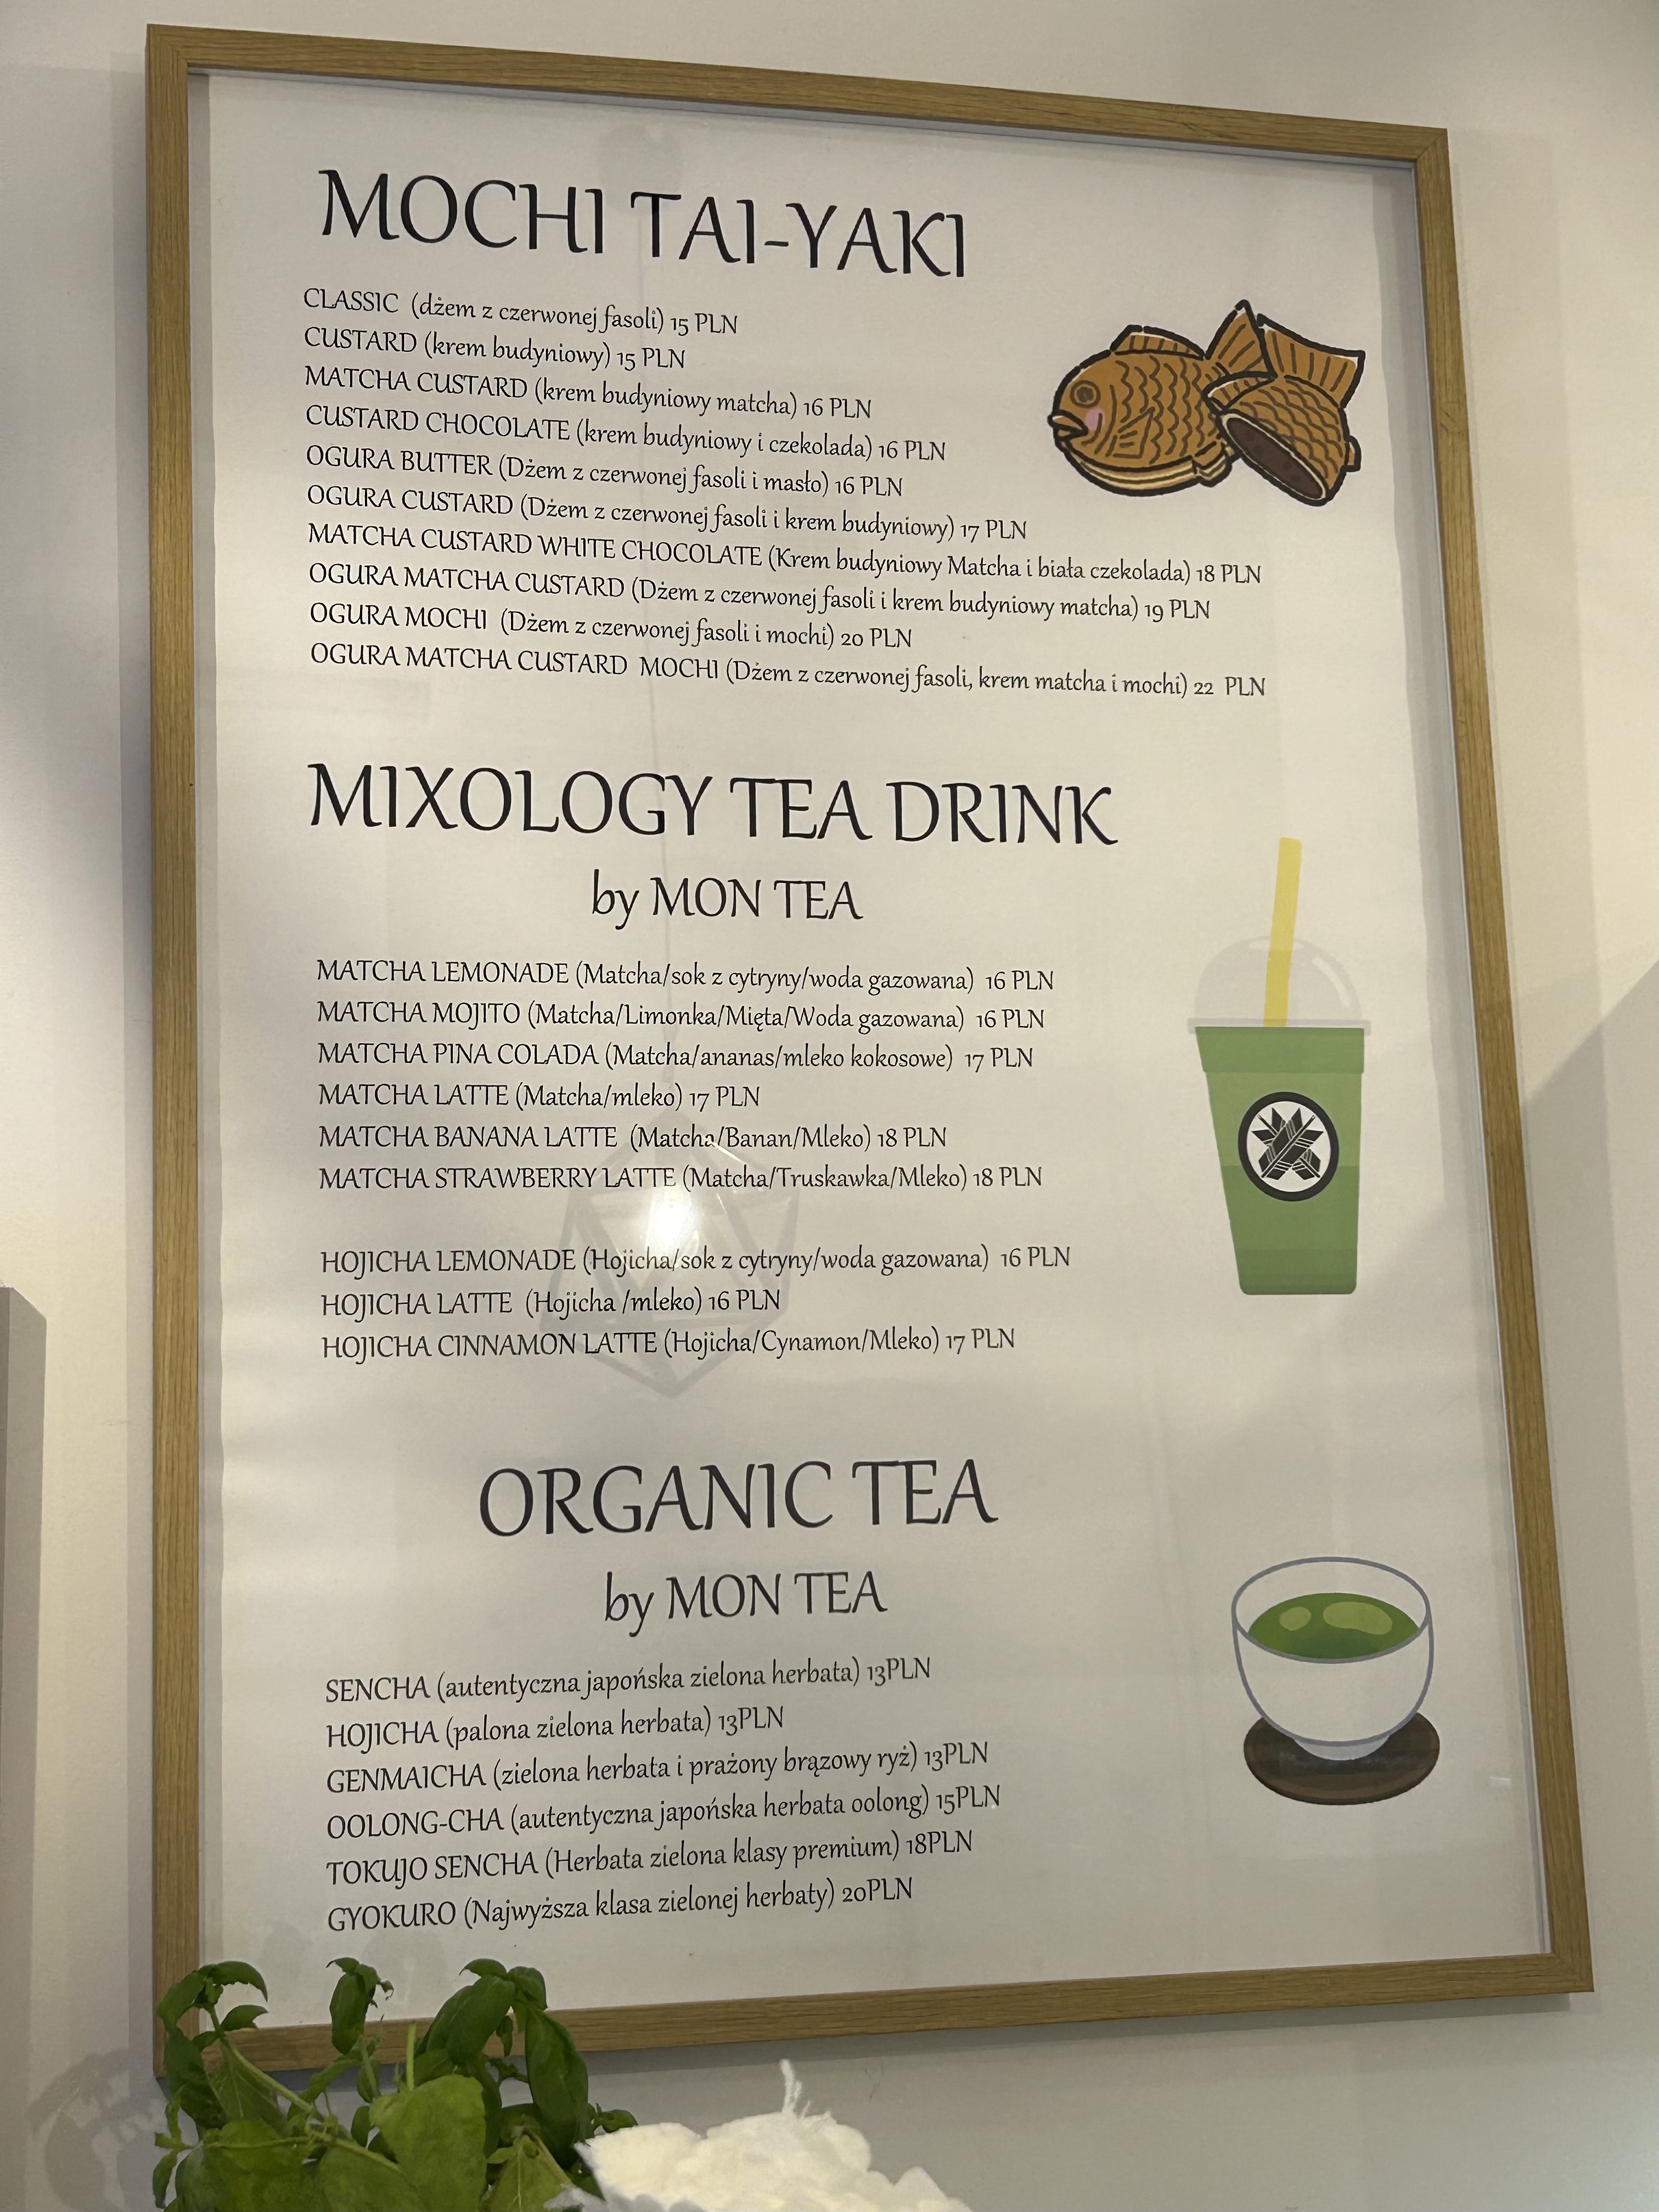 MOCHI TAI-YAKI
CLASSIC (dżem z czerwonej fasoli) 15 PLN
CUSTARD (krem budyniowy) 15 PLN
MATCHA CUSTARD (krem budyniowy matcha) 16 PLN
CUSTARD CHOCOLATE (krem budyniowy i czekolada) 16 PLN
OGURA BUTTER (Dżem z czerwonej fasoli i masło) 16 PLN
OGURA CUSTARD (Dżem z czerwonej fasoli i krem budyniowy) 17 PLN
MATCHA CUSTARD WHITE CHOCOLATE (Krem budyniowy Matcha i biała czekolada) 18 PLN
OGURA MATCHA CUSTARD (Dżem z czerwonej fasoli i krem budyniowy matcha) 19 PLN
OGURA MOCHI (Dżem z czerwonej fasoli i mochi) 20 PLN
OGURA MATCHA CUSTARD MOCHI (Dżem z czerwonej fasoli, krem matcha i mochi) 22 PLN
MIXOLOGY TEA DRINK
by MON TEA
MATCHA LEMONADE (Matcha/sok z cytryny/woda gazowana) 16 PLN
MATCHA MOJITO (Matcha/Limonka/Mięta/Woda gazowana) 16 PLN
MATCHA PINA COLADA (Matcha/ananas/mleko kokosowe) 17 PLN
MATCHA LATTE (Matcha/mleko) 17 PLN
MATCHA BANANA LATTE (Matcha/Banan/Mleko) 18 PLN
MATCHA STRAWBERRY LATTE (Matcha/Truskawka/Mleko) 18 PLN
HOJICHA LEMONADE (Hojicha/sok z cytryny/woda gazowana) 16 PLN
HOJICHA LATTE (Hojicha /mleko) 16 PLN
HOJICHA CINNAMON LATTE (Hojicha/Cynamon/Mleko) 17 PLN
ORGANIC TEA
by MON TEA
SENCHA (autentyczna japońska zielona herbata) 13PLN
HOJICHA (palona zielona herbata) 13PLN
GENMAICHA (zielona herbata i prażony brązowy ryż) 13PLN
OOLONG-CHA (autentyczna japońska herbata oolong) 15PLN
TOKUJO SENCHA (Herbata zielona klasy premium) 18PLN
GYOKURO (Najwyższa klasa zielonej herbaty) 20PLN